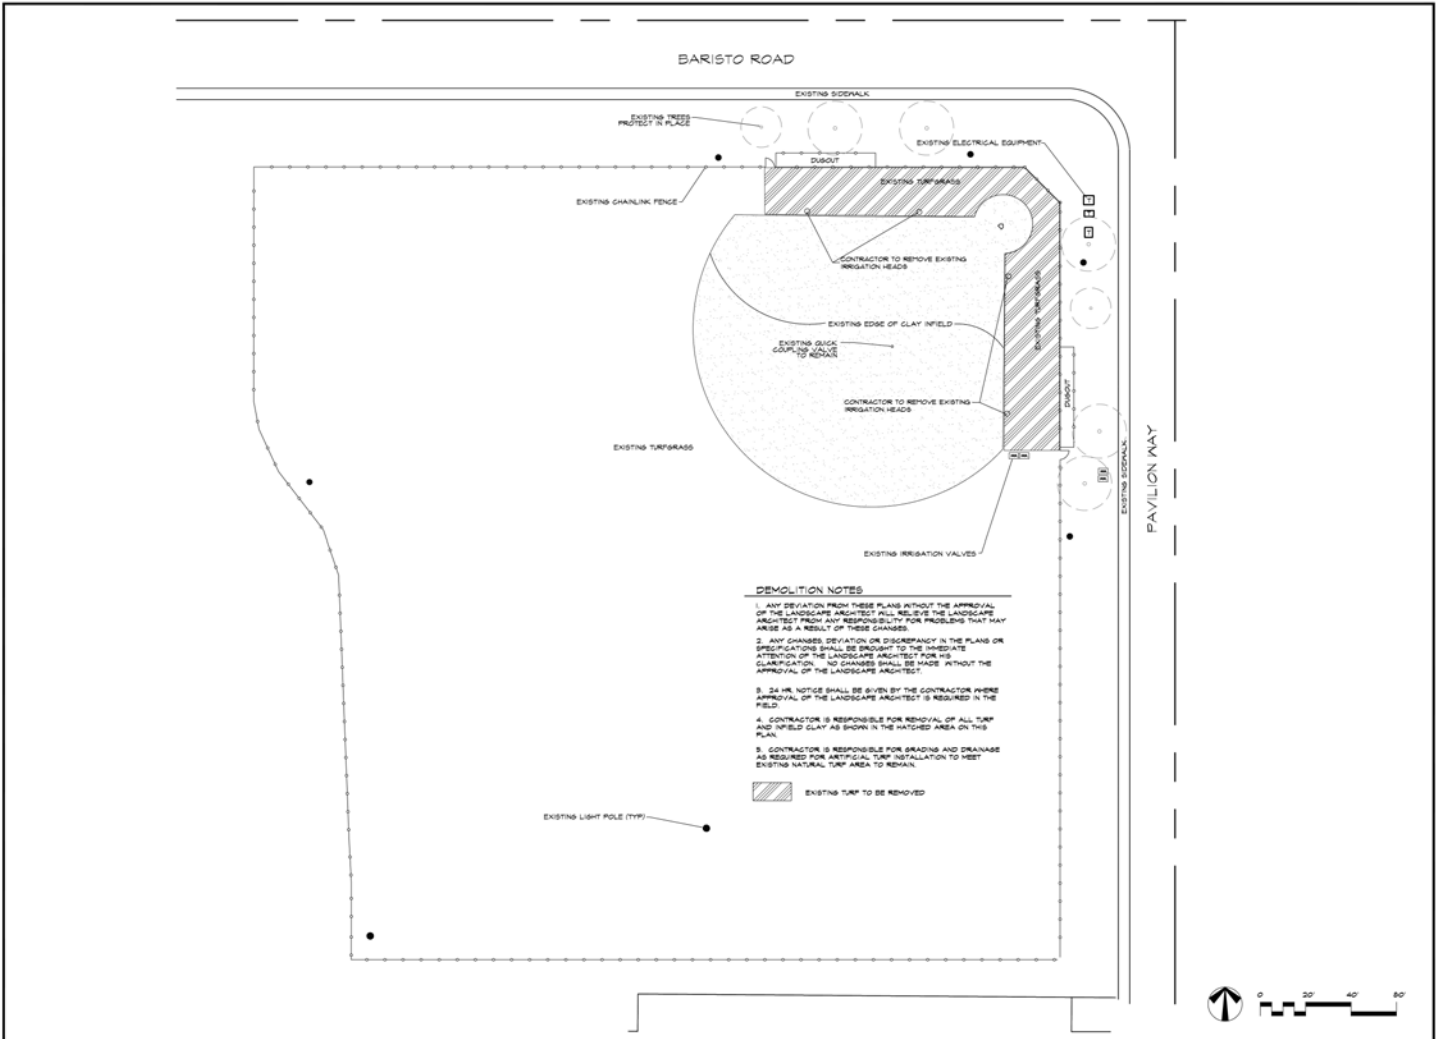 BARISTO ROAD
EXISTING SIDEWALK
EXISTING TREES
PROTECT IN PLACE
EXISTING ELECTRICAL EQUIPMENT
DUGOUT
EXISTING TURFGRASS
EXISTING CHAINLINK FENCE
CONTRACTOR TO REMOVE EXISTING
IRRIGATION HEADS
EXISTING TURFGRASS
EXISTING EDGE OF CLAY INFIELD
EXISTING QUICK
COUPLING VALVE
TO REMAIN
DUGOUT
CONTRACTOR TO REMOVE EXISTING
IRRIGATION HEADS
EXISTING TURFGRASS
EXISTING SIDEWALK
PAVILION WAY
EXISTING IRRIGATION VALVES
DEMOLITION NOTES
1. ANY DEVIATION FROM THESE PLANS WITHOUT THE APPROVAL
OF THE LANDSCAPE ARCHITECT WILL RELIEVE THE LANDSCAPE
ARCHITECT FROM ANY RESPONSIBILITY FOR PROBLEMS THAT MAY
ARISE AS A RESULT OF THESE CHANGES.
2. ANY CHANGES, DEVIATION OR DISCREPANCY IN THE PLANS OR
SPECIFICATIONS SHALL BE BROUGHT TO THE IMMEDIATE
ATTENTION OF THE LANDSCAPE ARCHITECT FOR HIS
CLARIFICATION. NO CHANGES SHALL BE MADE WITHOUT THE
APPROVAL OF THE LANDSCAPE ARCHITECT.
3. 24 HR. NOTICE SHALL BE GIVEN BY THE CONTRACTOR WHERE
APPROVAL OF THE LANDSCAPE ARCHITECT IS REQUIRED IN THE
FIELD.
4. CONTRACTOR IS RESPONSIBLE FOR REMOVAL OF ALL TURF
AND INFIELD CLAY AS SHOWN IN THE HATCHED AREA ON THIS
PLAN.
5. CONTRACTOR IS RESPONSIBLE FOR GRADING AND DRAINAGE
AS REQUIRED FOR ARTIFICIAL TURF INSTALLATION TO MEET
EXISTING NATURAL TURF AREA TO REMAIN.
EXISTING TURF TO BE REMOVED
EXISTING LIGHT POLE (TYP)
0 20' 40' 80'